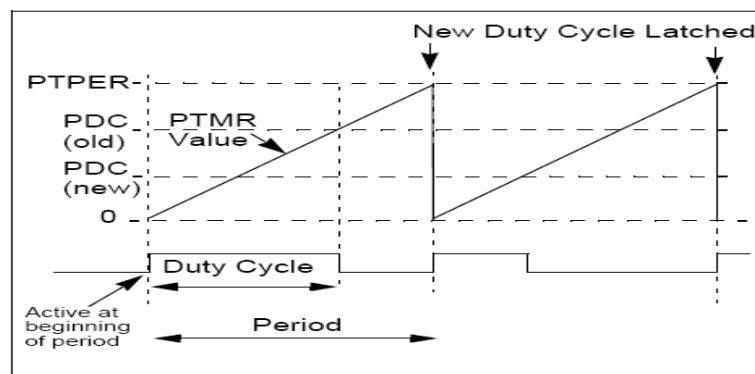 New Duty Cycle Latched
PTPER
PDC
(old)
PTMR
Value
PDC
(new)
0
Duty Cycle
Active at
beginning
of period
Period